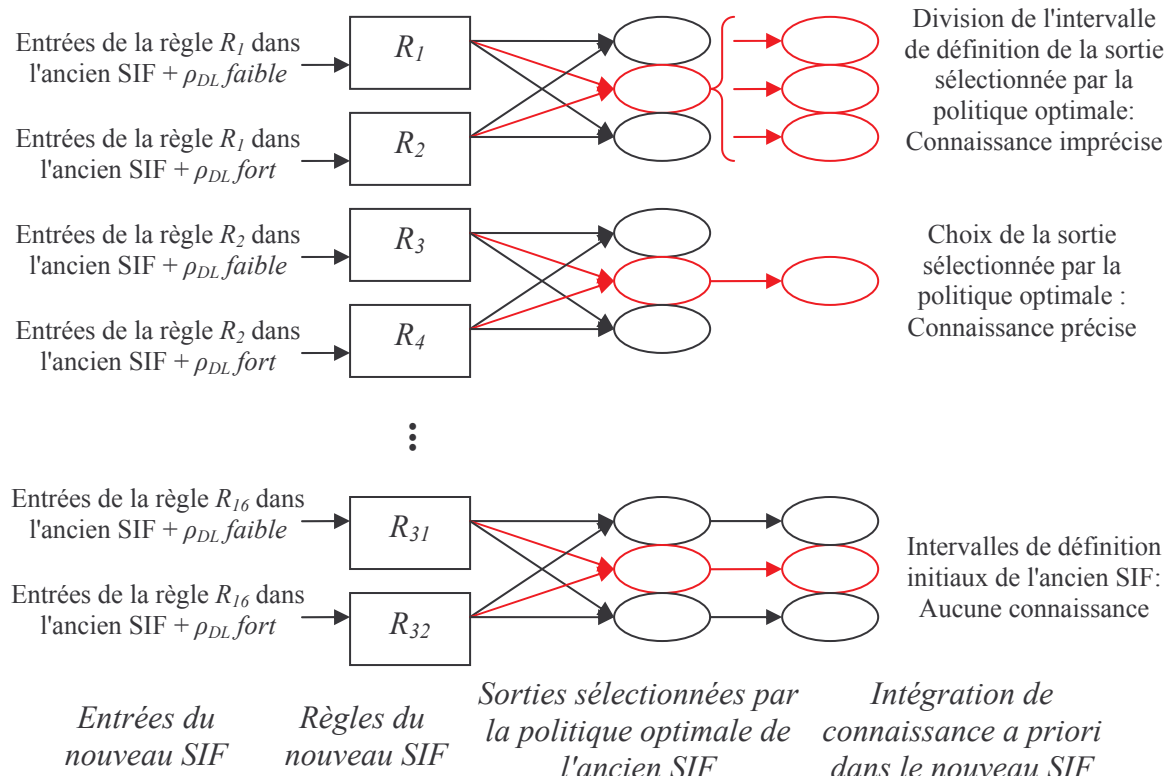 Entrées de la règle R1 dans
l'ancien SIF + ρDL faible
R1
Division de l'intervalle
de définition de la sortie
sélectionnée par la
politique optimale:
Connaissance imprécise
Entrées de la règle R1 dans
l'ancien SIF + ρDL fort
R2
Entrées de la règle R2 dans
l'ancien SIF + ρDL faible
R3
Choix de la sortie
sélectionnée par la
politique optimale :
Connaissance précise
Entrées de la règle R2 dans
l'ancien SIF + ρDL fort
R4
Entrées de la règle R16 dans
l'ancien SIF + ρDL faible
R31
Intervalles de définition
initiaux de l'ancien SIF:
Aucune connaissance
Entrées de la règle R16 dans
l'ancien SIF + ρDL fort
R32
Entrées du
nouveau SIF
Règles du
nouveau SIF
Sorties sélectionnées par
la politique optimale de
l'ancien SIF
Intégration de
connaissance a priori
dans le nouveau SIF